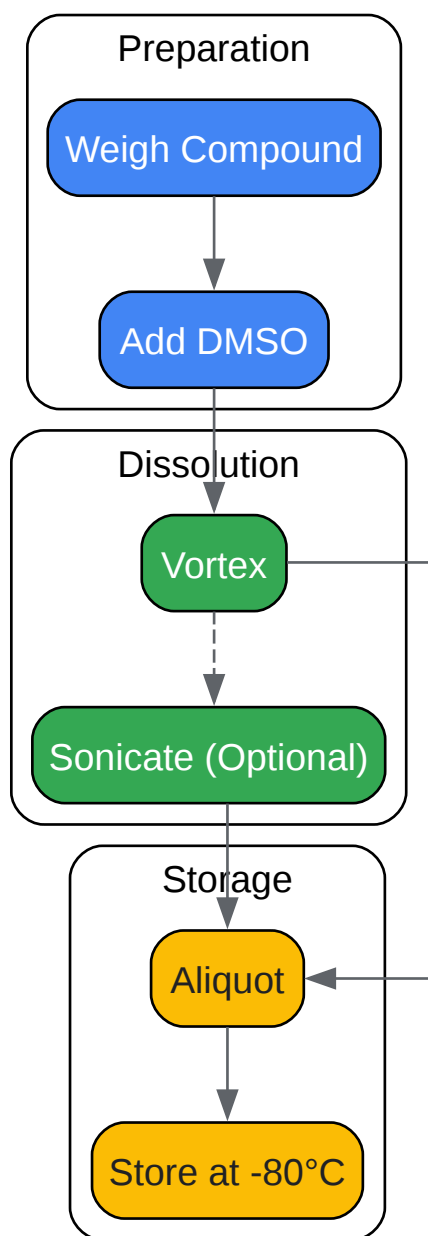 Preparation
Weigh Compound
Add DMSO
Dissolution
Vortex
Sonicate (Optional)
Storage
Aliquot
Store at -80°C